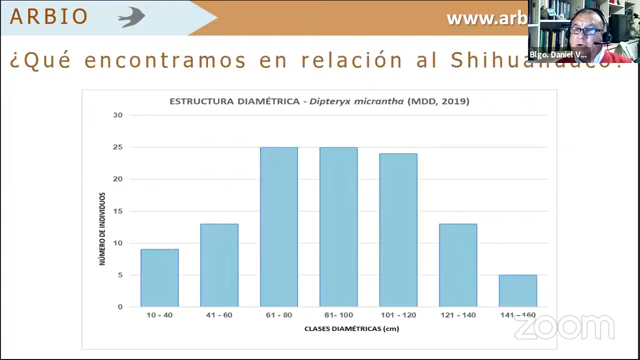 ARBIO
www.arb
Blgo. Daniel V...
¿Qué encontramos en relación al Shihuahuaco?
ESTRUCTURA DIAMÉTRICA - Dipteryx micrantha (MDD, 2019)
NÚMERO DE INDIVIDUOS
30
25
20
15
10
5
0
10 - 40
41 - 60
61 - 80
81- 100
101 - 120
121 - 140
141 - 160
CLASES DIAMÉTRICAS (cm)
zoom